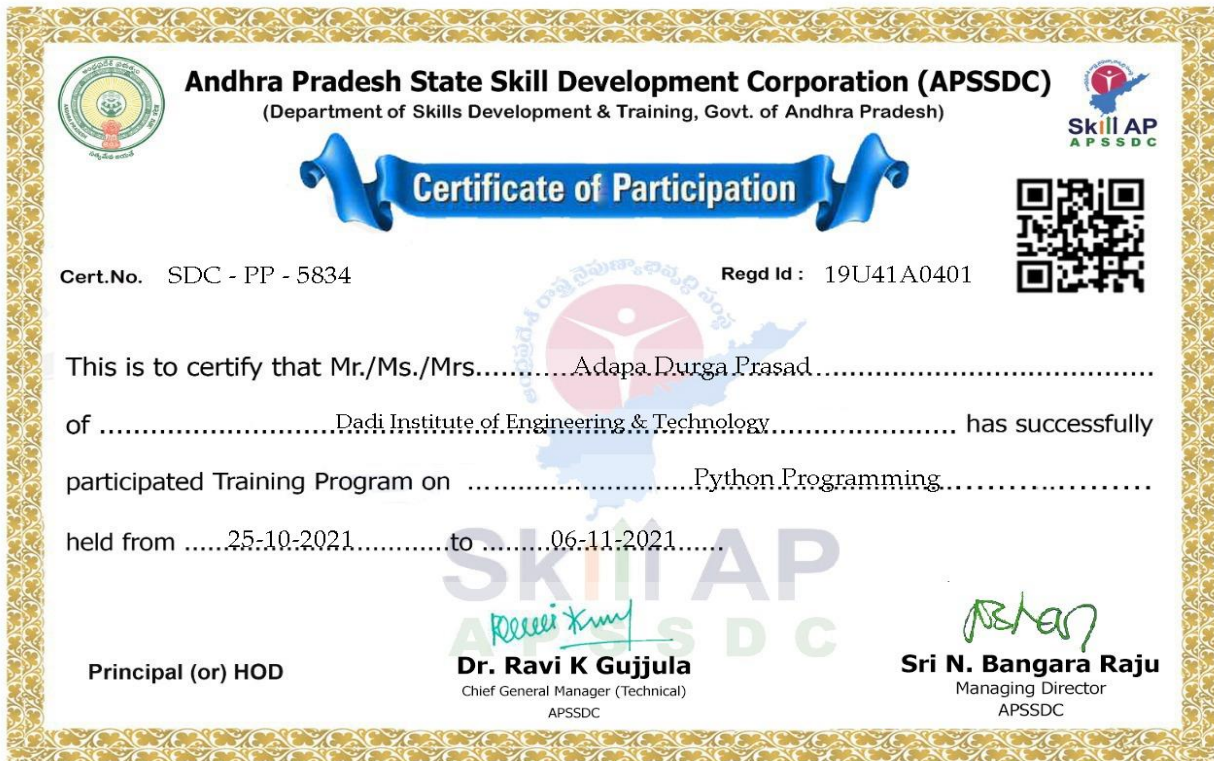 Andhra Pradesh State Skill Development Corporation (APSSDC)
(Department of Skills Development & Training, Govt. of Andhra Pradesh)
Skill AP
APSSDC
Certificate of Participation
Cert.No. SDC - PP - 5834
Regd Id : 19U41A0401
This is to certify that Mr./Ms./Mrs.........Adapa Durga Prasad.............................................
of .................................Dadi Institute of Engineering & Technology.......................... has successfully
participated Training Program on ..............................Python Programming..........................
held from ......25-10-2021..............to ..........06-11-2021......
Skill AP
APSSDC
Principal (or) HOD
Dr. Ravi K Gujjula
Chief General Manager (Technical)
APSSDC
Sri N. Bangara Raju
Managing Director
APSSDC